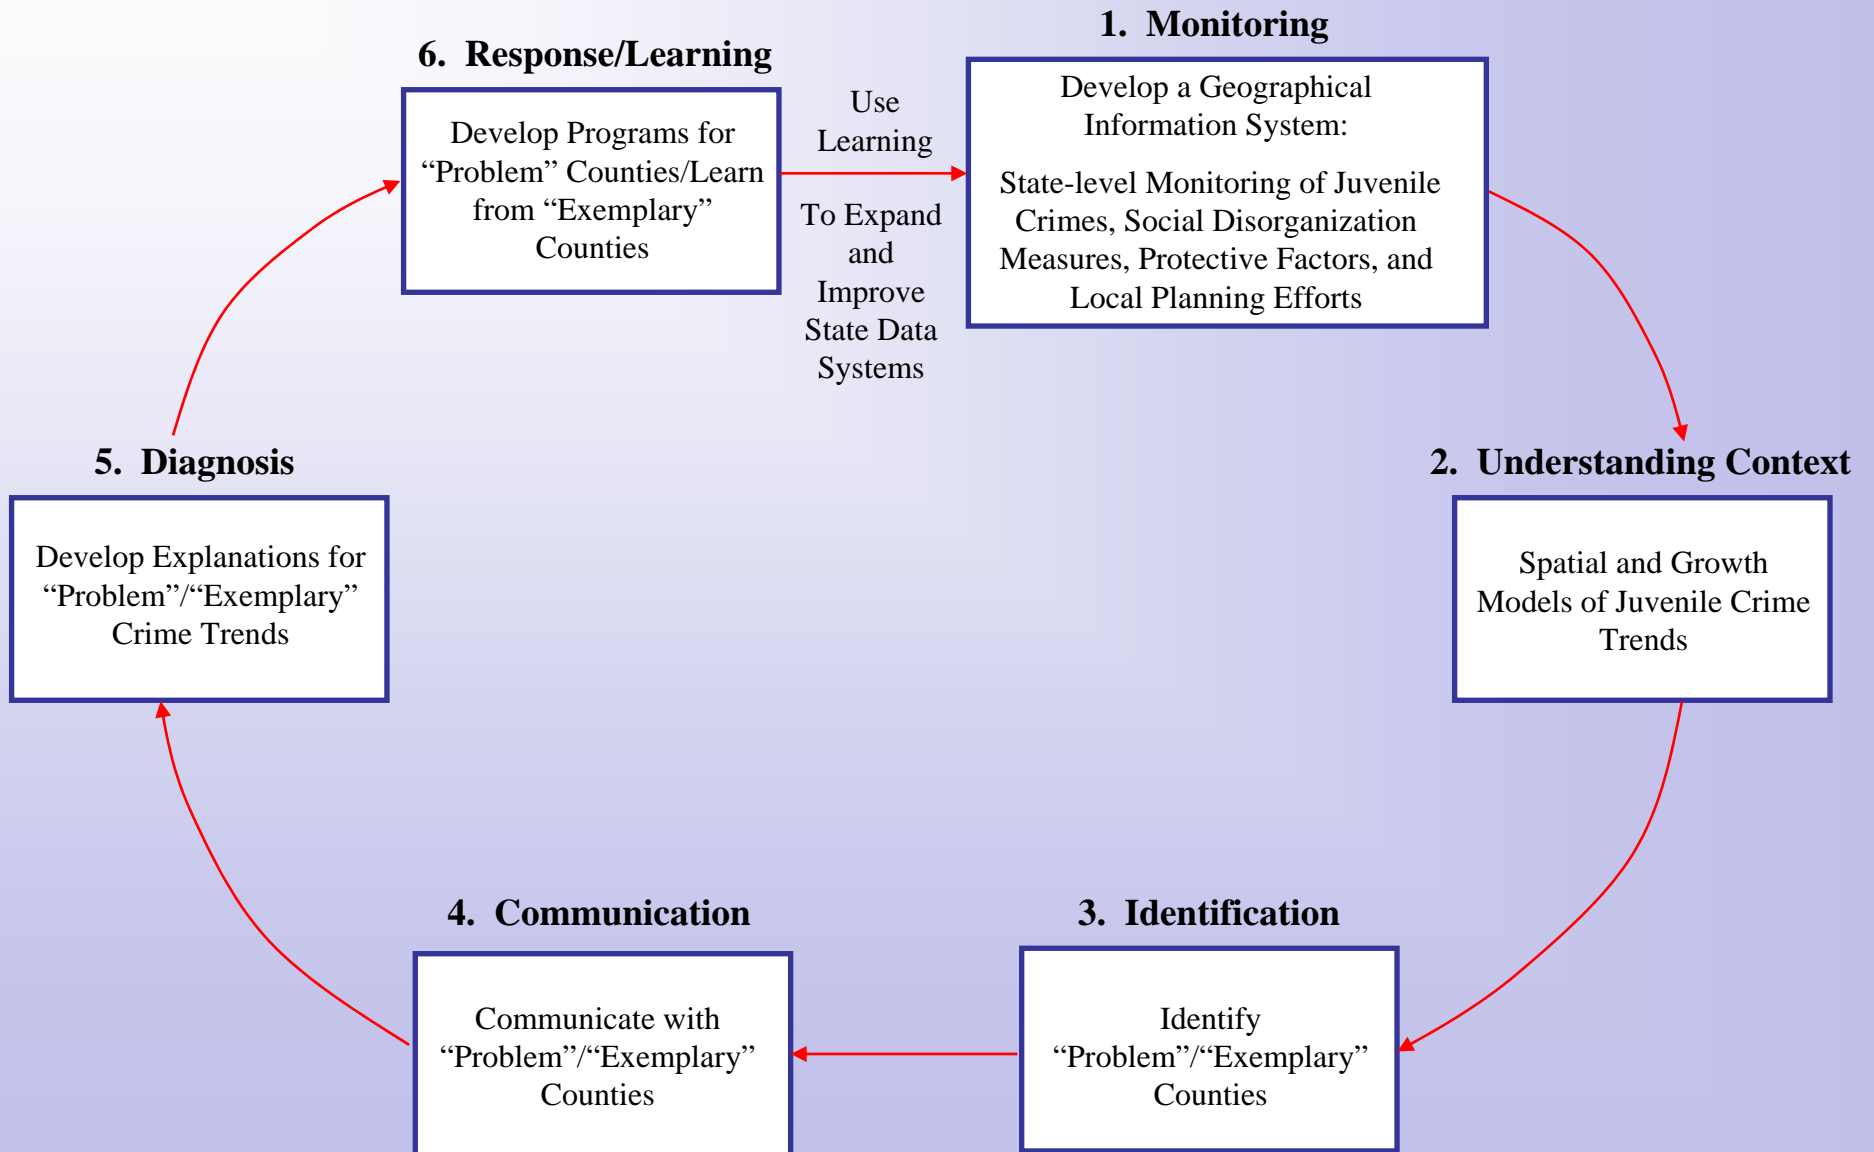 1. Monitoring
Develop a Geographical
Information System:
State-level Monitoring of Juvenile
Crimes, Social Disorganization
Measures, Protective Factors, and
Local Planning Efforts
2. Understanding Context
Spatial and Growth
Models of Juvenile Crime
Trends
3. Identification
Identify
“Problem”/“Exemplary”
Counties
4. Communication
Communicate with
“Problem”/“Exemplary”
Counties
5. Diagnosis
Develop Explanations for
“Problem”/“Exemplary”
Crime Trends
6. Response/Learning
Develop Programs for
“Problem” Counties/Learn
from “Exemplary”
Counties
Use
Learning
To Expand
and
Improve
State Data
Systems